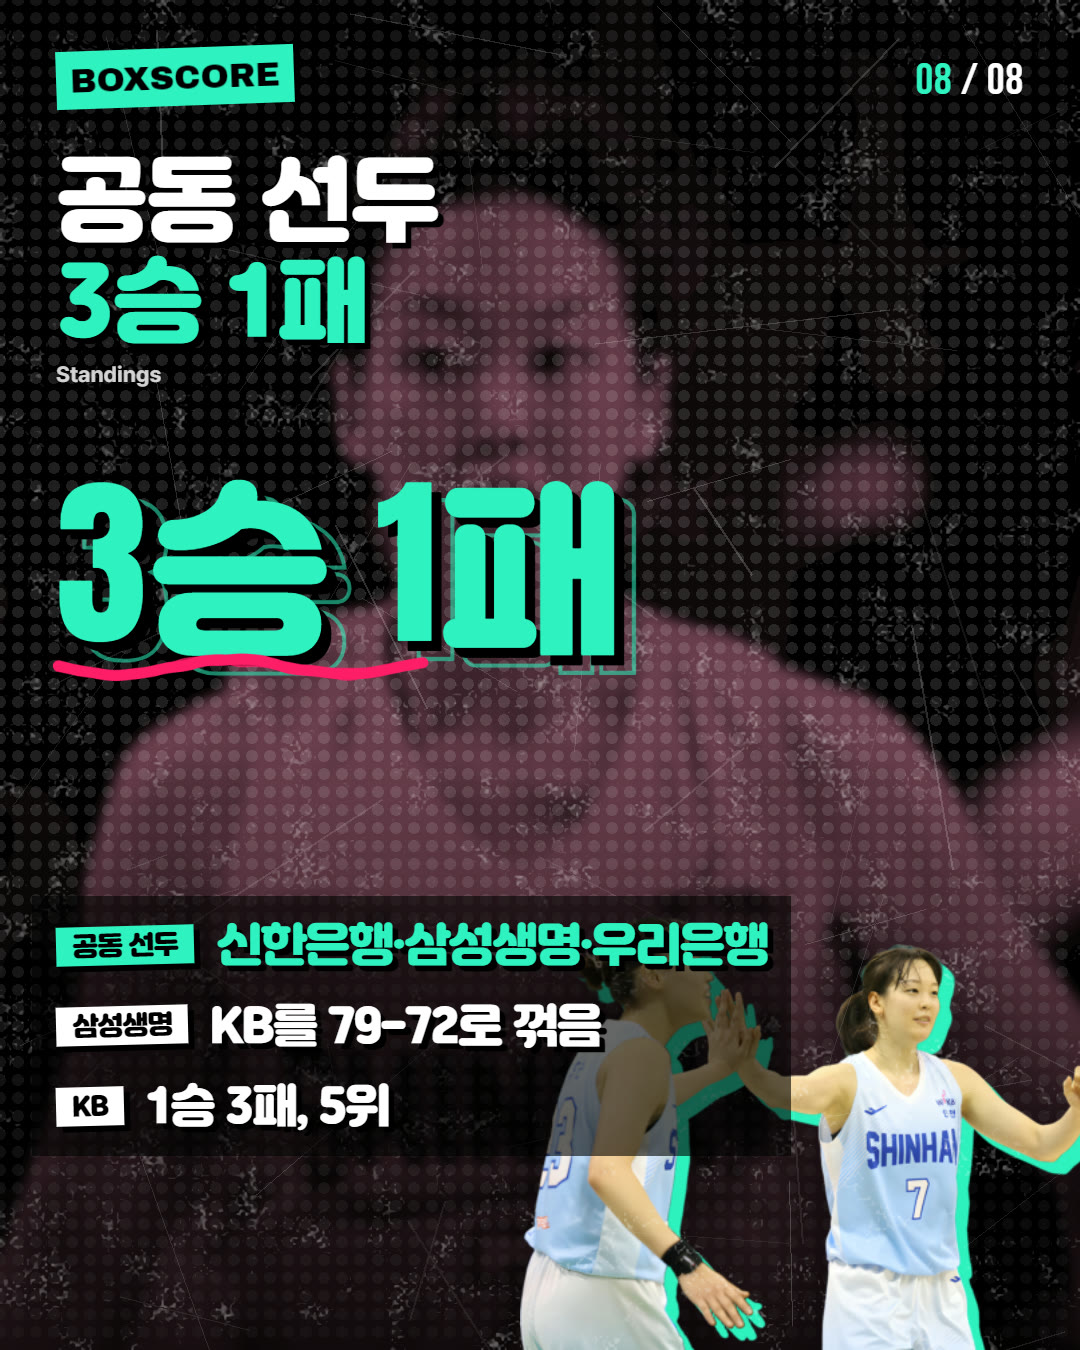 BOXSCORE
08 / 08
공동 선두
3승 1패
Standings
3승 1패
공동 선두 신한은행·삼성생명·우리은행
삼성생명 KB를 79-72로 꺾음
KB 1승 3패, 5위
SHINHAN
7